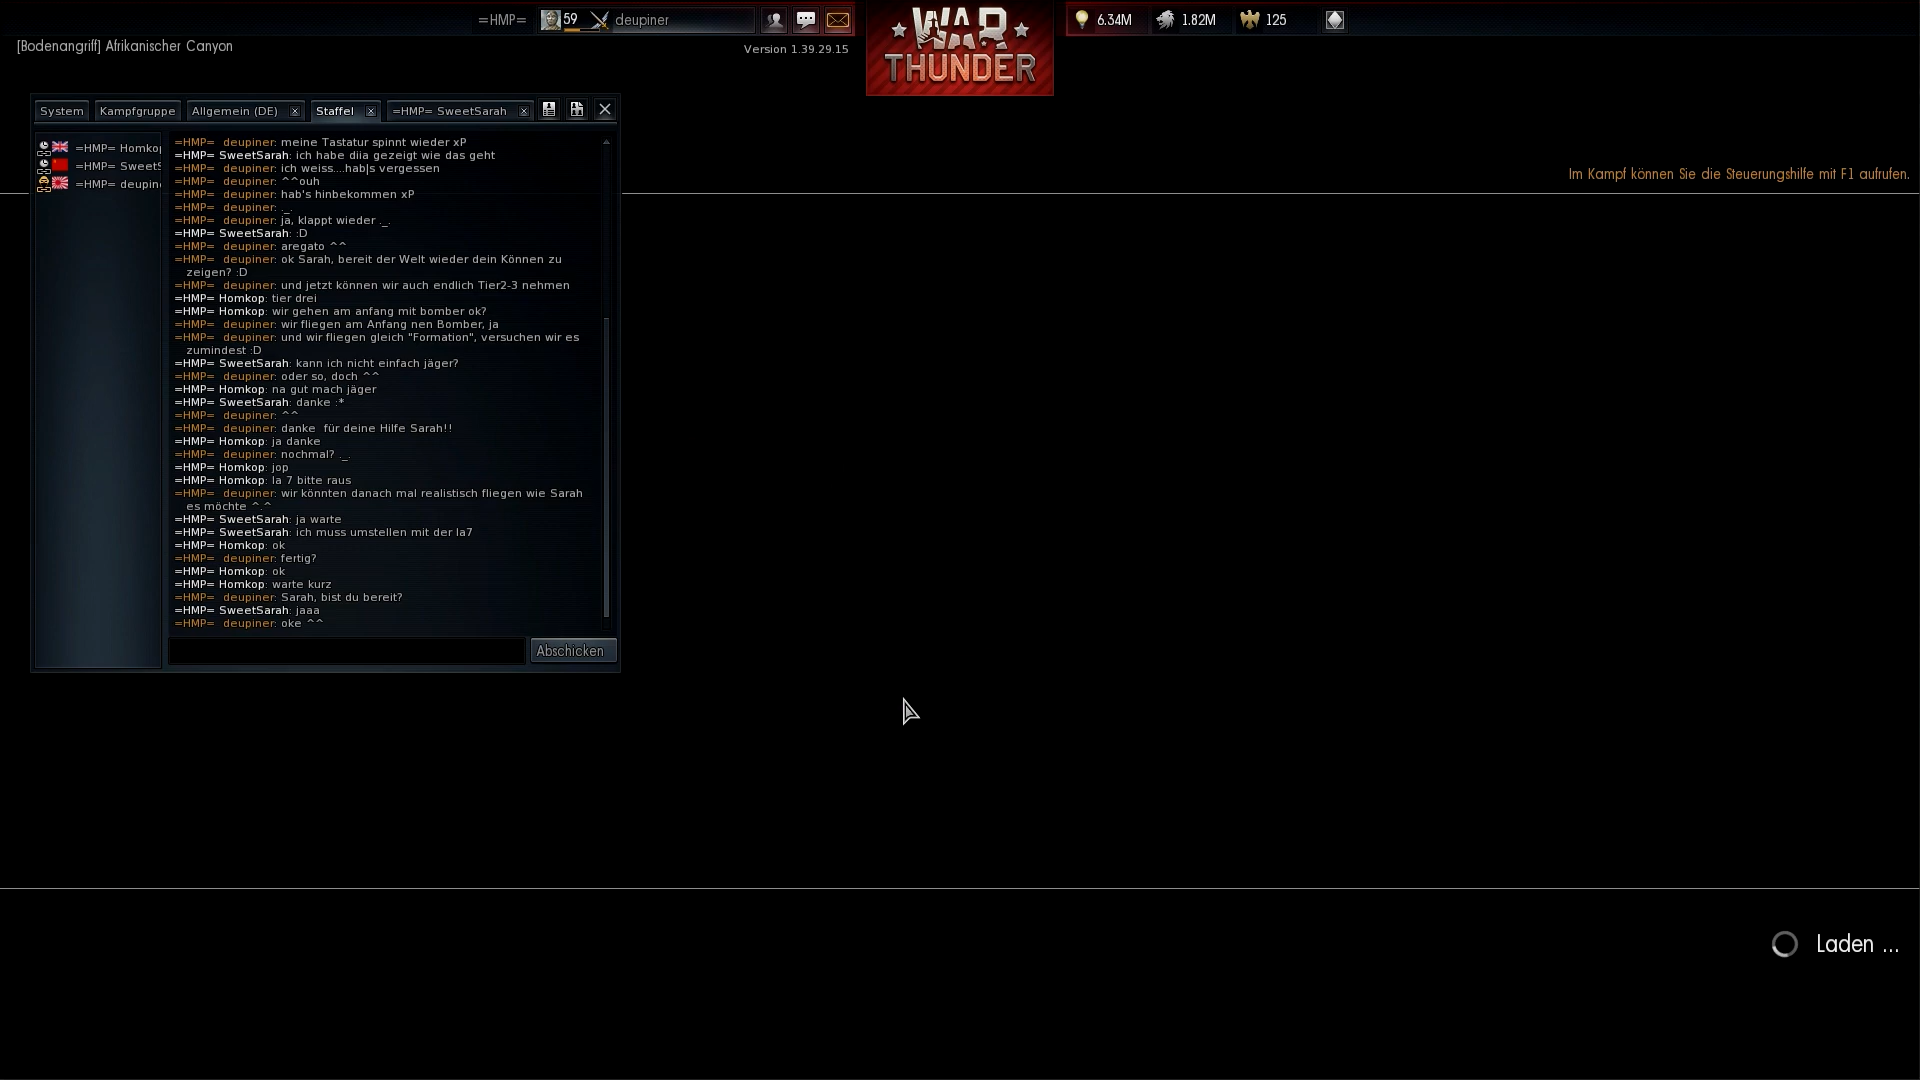 =HMP= 59 deupiner
WAR THUNDER
6.34M 1.82M 125
[Bodenangriff] Afrikanischer Canyon
Version 1.39.29.15
System Kampfgruppe Allgemein (DE) Staffel =HMP= SweetSarah
Im Kampf können Sie die Steuerungshilfe mit F1 aufrufen.
=HMP= Homkop
=HMP= SweetS
=HMP= deupine
=HMP= deupiner: meine Tastatur spinnt wieder xP
=HMP= SweetSarah: ich habe diia gezeigt wie das geht
=HMP= deupiner: ich weiss....hab|s vergessen
=HMP= deupiner: ^^ouh
=HMP= deupiner: hab's hinbekommen xP
=HMP= deupiner: ._.
=HMP= deupiner: ja, klappt wieder ._.
=HMP= SweetSarah: :D
=HMP= deupiner: aregato ^^
=HMP= deupiner: ok Sarah, bereit der Welt wieder dein Können zu
zeigen? :D
=HMP= deupiner: und jetzt können wir auch endlich Tier2-3 nehmen
=HMP= Homkop: tier drei
=HMP= Homkop: wir gehen am anfang mit bomber ok?
=HMP= deupiner: wir fliegen am Anfang nen Bomber, ja
=HMP= deupiner: und wir fliegen gleich "Formation", versuchen wir es
zumindest :D
=HMP= SweetSarah: kann ich nicht einfach jäger?
=HMP= deupiner: oder so, doch ^^
=HMP= Homkop: na gut mach jäger
=HMP= SweetSarah: danke :*
=HMP= deupiner: ^^
=HMP= deupiner: danke  für deine Hilfe Sarah!!
=HMP= Homkop: ja danke
=HMP= deupiner: nochmal? ._.
=HMP= Homkop: jop
=HMP= Homkop: la 7 bitte raus
=HMP= deupiner: wir könnten danach mal realistisch fliegen wie Sarah
es möchte ^.^
=HMP= SweetSarah: ja warte
=HMP= SweetSarah: ich muss umstellen mit der la7
=HMP= Homkop: ok
=HMP= deupiner: fertig?
=HMP= Homkop: ok
=HMP= Homkop: warte kurz
=HMP= deupiner: Sarah, bist du bereit?
=HMP= SweetSarah: jaaa
=HMP= deupiner: oke ^^
Abschicken
Laden ...